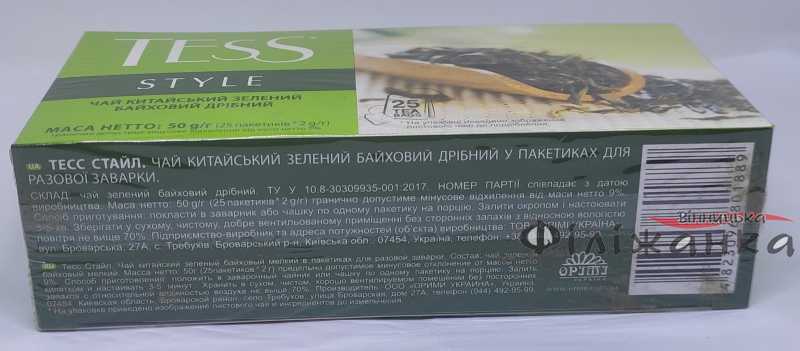 TESS
STYLE
ЧАЙ КИТАЙСЬКИЙ ЗЕЛЕНИЙ
БАЙХОВИЙ ДРІБНИЙ
МАСА НЕТТО: 50 g/г (25 пакетиків * 2 g/г)
25
TEA
UA ТЕСС СТАЙЛ. ЧАЙ КИТАЙСЬКИЙ ЗЕЛЕНИЙ БАЙХОВИЙ ДРІБНИЙ У ПАКЕТИКАХ ДЛЯ
РАЗОВОЇ ЗАВАРКИ.
СКЛАД: чай зелений байховий дрібний. ТУ У 10.8-30309935-001:2017. НОМЕР ПАРТІЇ співпадає з датою
виробництва. Маса нетто: 50 g/г (25пакетиків*2 g/г) гранично допустиме мінусове відхилення від маси нетто 9%.
Спосіб приготування: покласти в заварник або чашку по одному пакетику на порцію. Залити окропом і настоювати
3-5 хв. Зберігати у сухому, чистому, добре вентильованому приміщенні без сторонніх запахів з відносною вологістю
повітря не вище 70%. Підприємство-виробник та адреса потужностей (об'єкта) виробництва: ТОВ "ОРІМІ УКРАЇНА",
вул. Броварська, 27А, с. Требухів, Броварський р-н, Київська обл., 07454, Україна, телефон
Тесс Стайл. Чай китайский зеленый байховый мелкий в пакетиках для разовой заварки. Состав: чай зеленый
байховый мелкий. Масса нетто: 50г (25пакетиков*2 г) предельно допустимое минусовое отклонение от массы нетто
9%. Способ приготовления: положить в заварочный чайник или чашку по одному пакетику на порцию. Залить
кипятком и настаивать 3-5 минут. Хранить в сухом, чистом, хорошо вентилируемом помещении без посторонних
запахов с относительной влажностью воздуха не выше 70%. Производитель: ООО "ОРИМИ УКРАИНА", Украина,
07454, Киевская область, Броварской район, село Требухов, улица Броварская, дом 27А, телефон (044) 492-95-99.
*На упаковке приведено изображение листового чая и ингредиентов до измельчения.
ОРІМІ
УКРАЇНА
Вінницька
Філіжанка